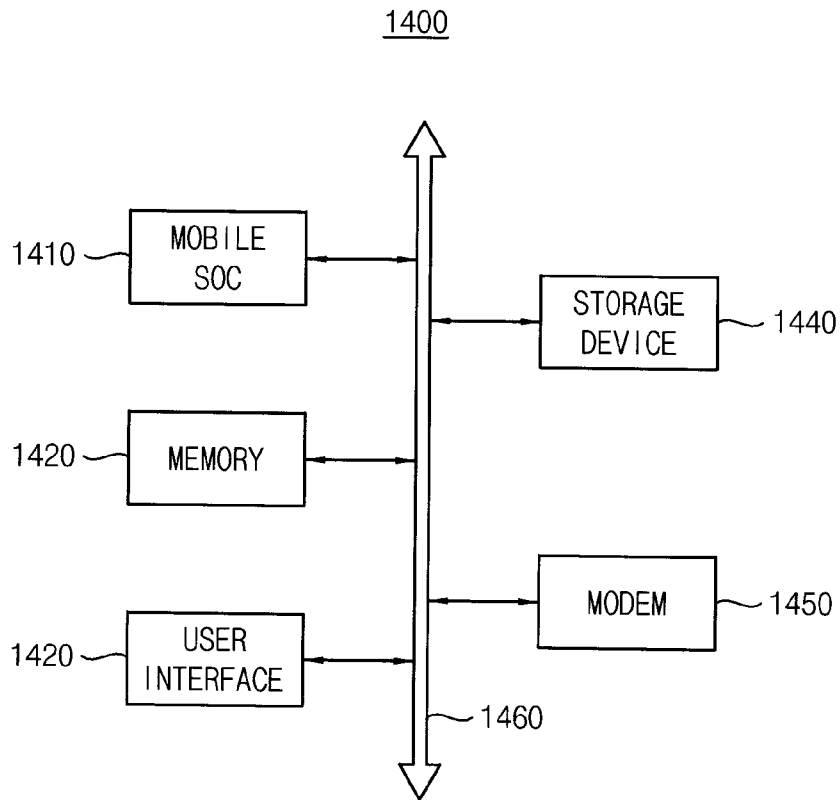 1400
1410
MOBILE
SOC
STORAGE
DEVICE
1440
1420
MEMORY
MODEM
1450
1420
USER
INTERFACE
1460